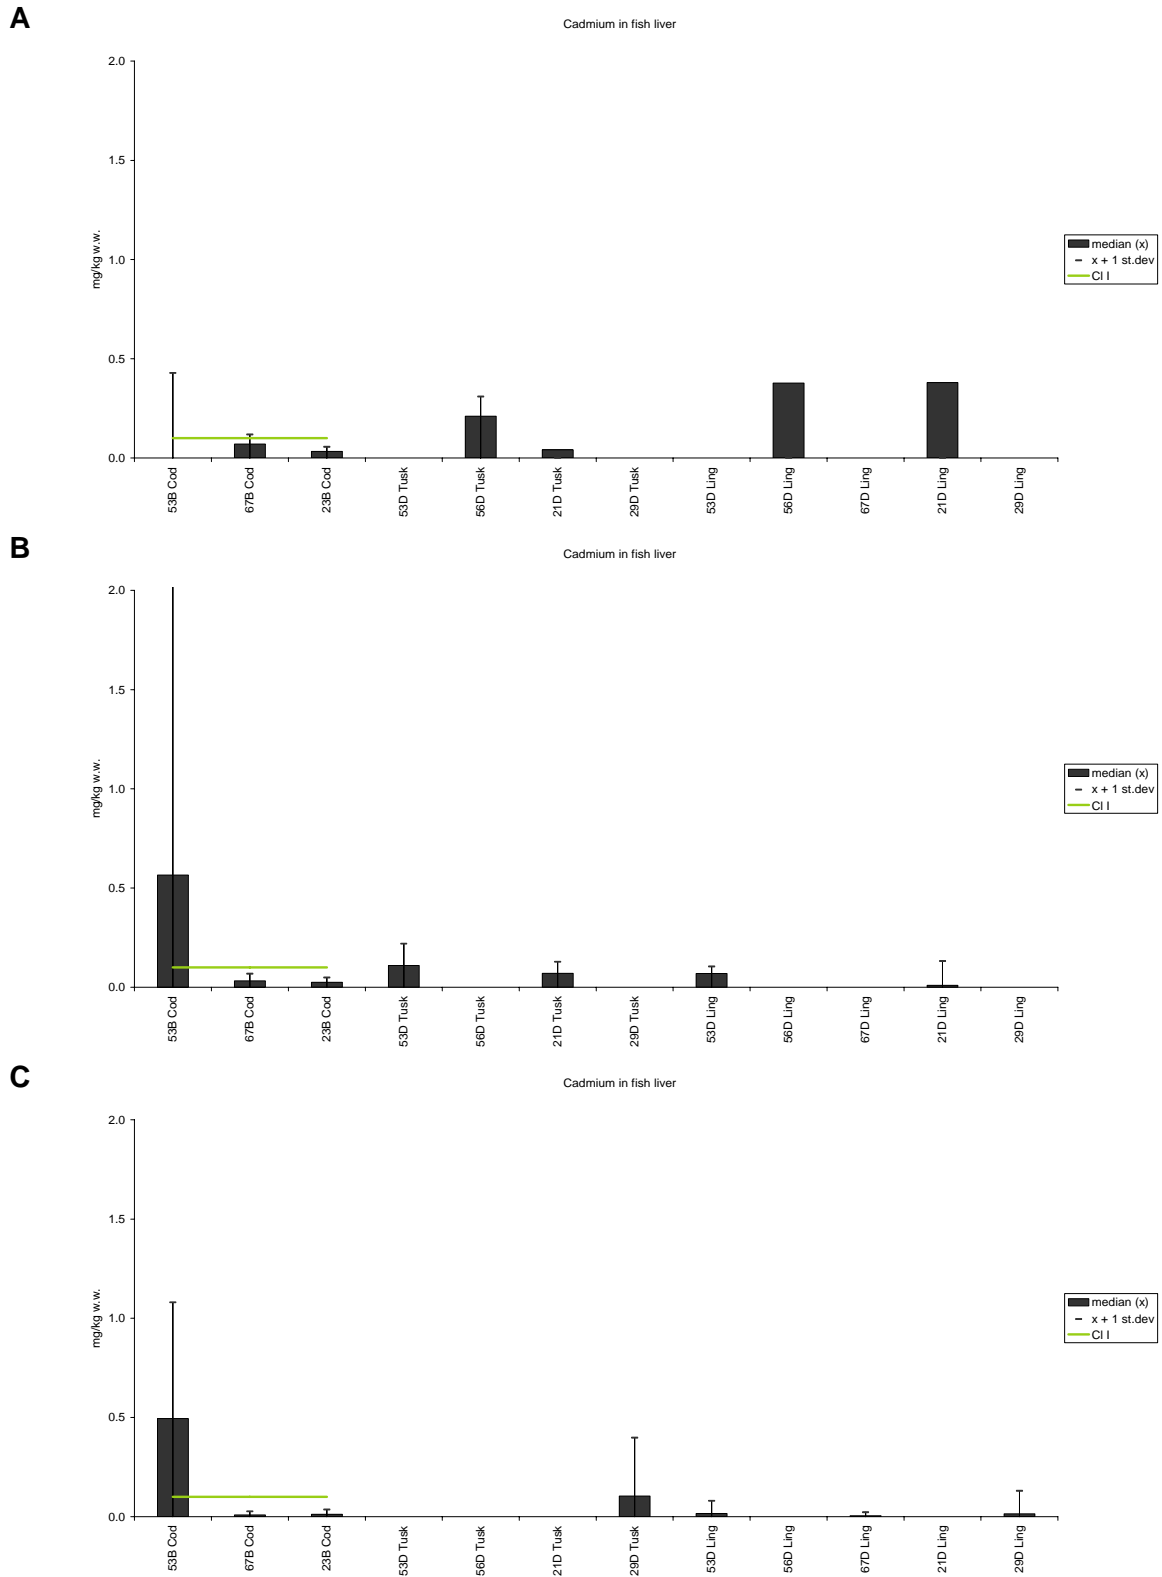 A
Cadmium in fish liver
2.0
1.5
1.0
0.5
0.0
mg/kg w.w.
53B Cod
67B Cod
23B Cod
53D Tusk
56D Tusk
21D Tusk
29D Tusk
53D Ling
56D Ling
67D Ling
21D Ling
29D Ling
median (x)
x + 1 st.dev
Cl I
B
Cadmium in fish liver
2.0
1.5
1.0
0.5
0.0
mg/kg w.w.
53B Cod
67B Cod
23B Cod
53D Tusk
56D Tusk
21D Tusk
29D Tusk
53D Ling
56D Ling
67D Ling
21D Ling
29D Ling
median (x)
x + 1 st.dev
Cl I
C
Cadmium in fish liver
2.0
1.5
1.0
0.5
0.0
mg/kg w.w.
53B Cod
67B Cod
23B Cod
53D Tusk
56D Tusk
21D Tusk
29D Tusk
53D Ling
56D Ling
67D Ling
21D Ling
29D Ling
median (x)
x + 1 st.dev
Cl I